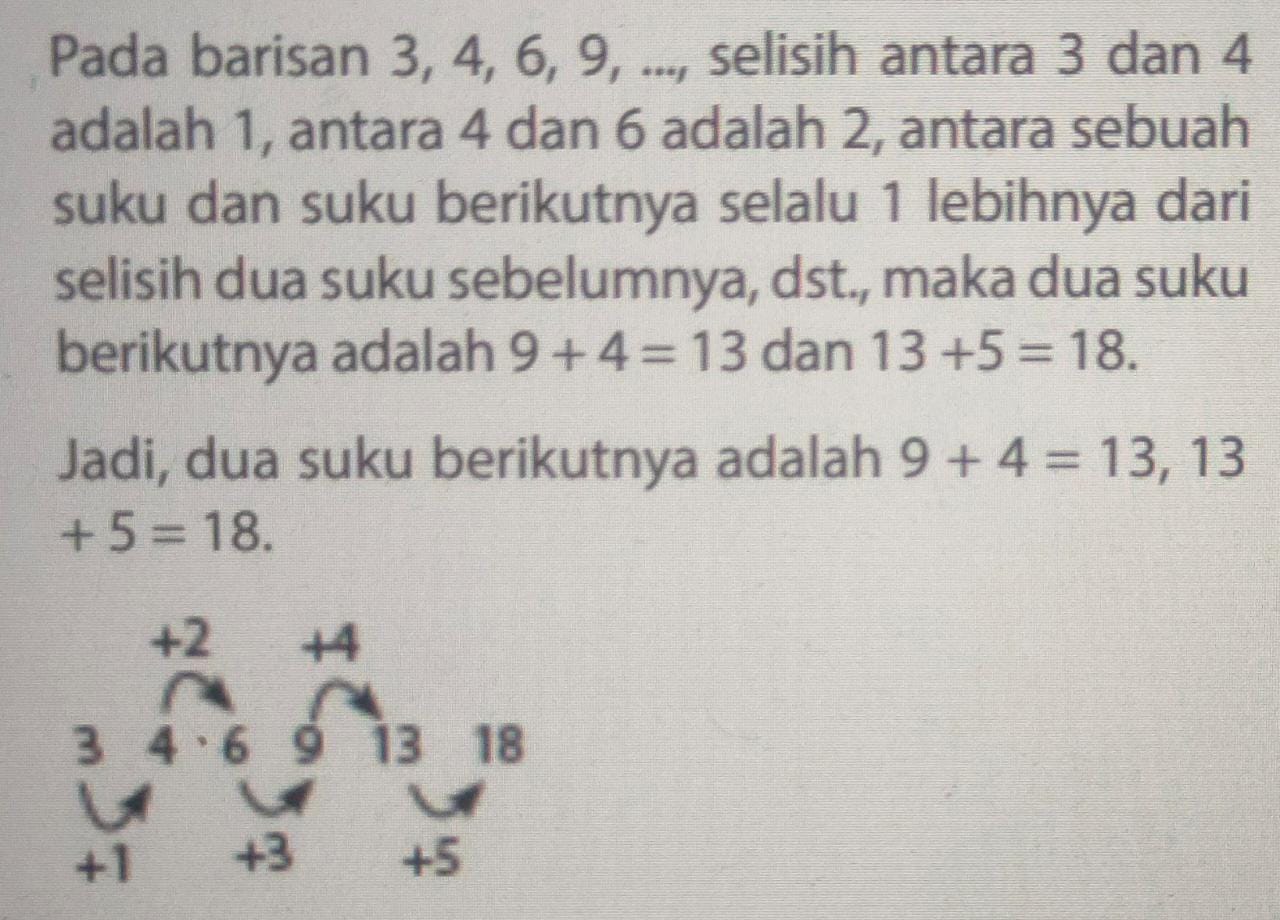 Pada barisan 3, 4, 6, 9, ..., selisih antara 3 dan 4
adalah 1, antara 4 dan 6 adalah 2, antara sebuah
suku dan suku berikutnya selalu 1 lebihnya dari
selisih dua suku sebelumnya, dst., maka dua suku
berikutnya adalah 9 + 4 = 13 dan 13 +5 = 18.
Jadi, dua suku berikutnya adalah 9 + 4 = 13, 13
+ 5 = 18.
+2 +4
3 4 6 9 13 18
+1 +3 +5